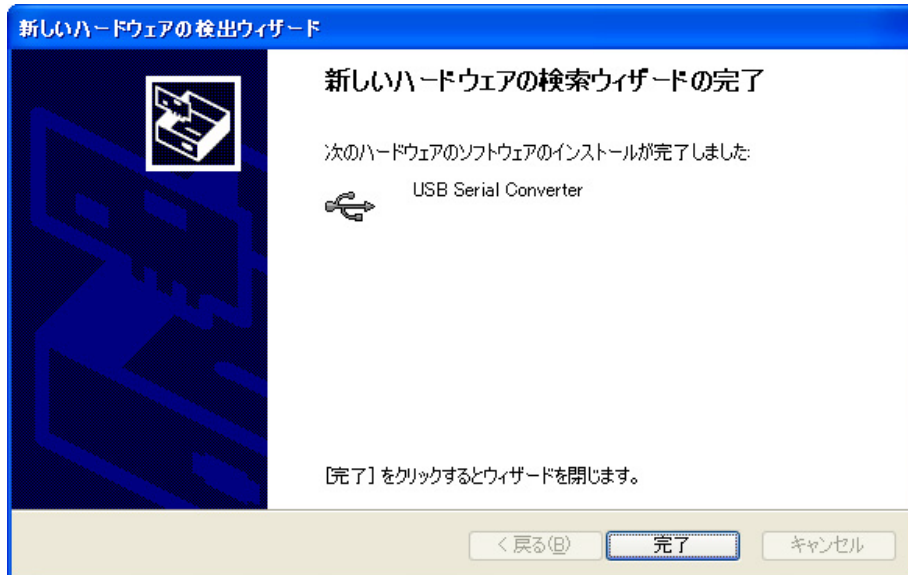 新しいハードウェアの検出ウィザード
新しいハードウェアの検索ウィザードの完了
次のハードウェアのソフトウェアのインストールが完了しました:
USB Serial Converter
[完了] をクリックするとウィザードを閉じます。
< 戻る(B)
完了
キャンセル